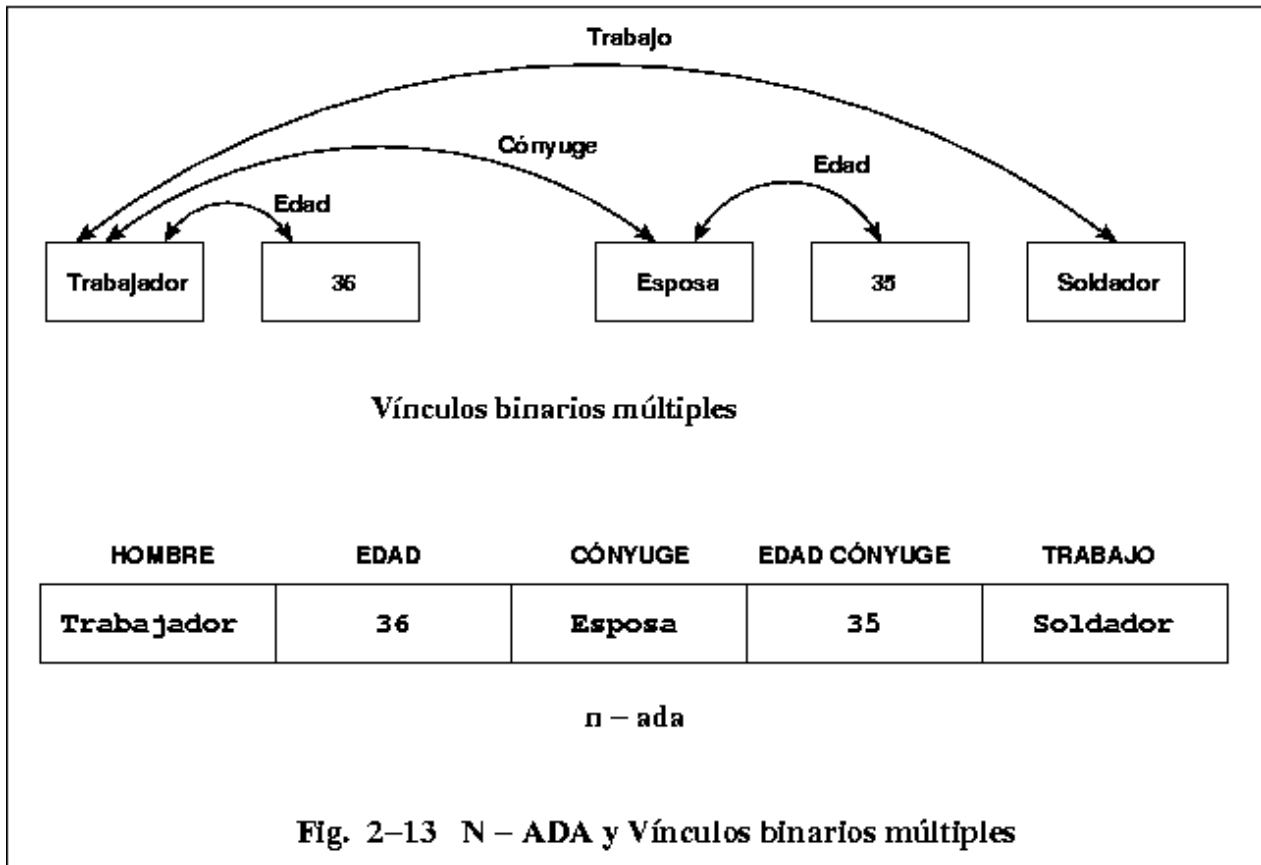 Trabajo
Cónyuge
Edad
Edad
Trabajador 36 Esposa 35 Soldador
Vínculos binarios múltiples
HOMBRE EDAD CÓNYUGE EDAD CÓNYUGE TRABAJO
Trabajador 36 Esposa 35 Soldador
n – ada
Fig. 2–13 N – ADA y Vínculos binarios múltiples